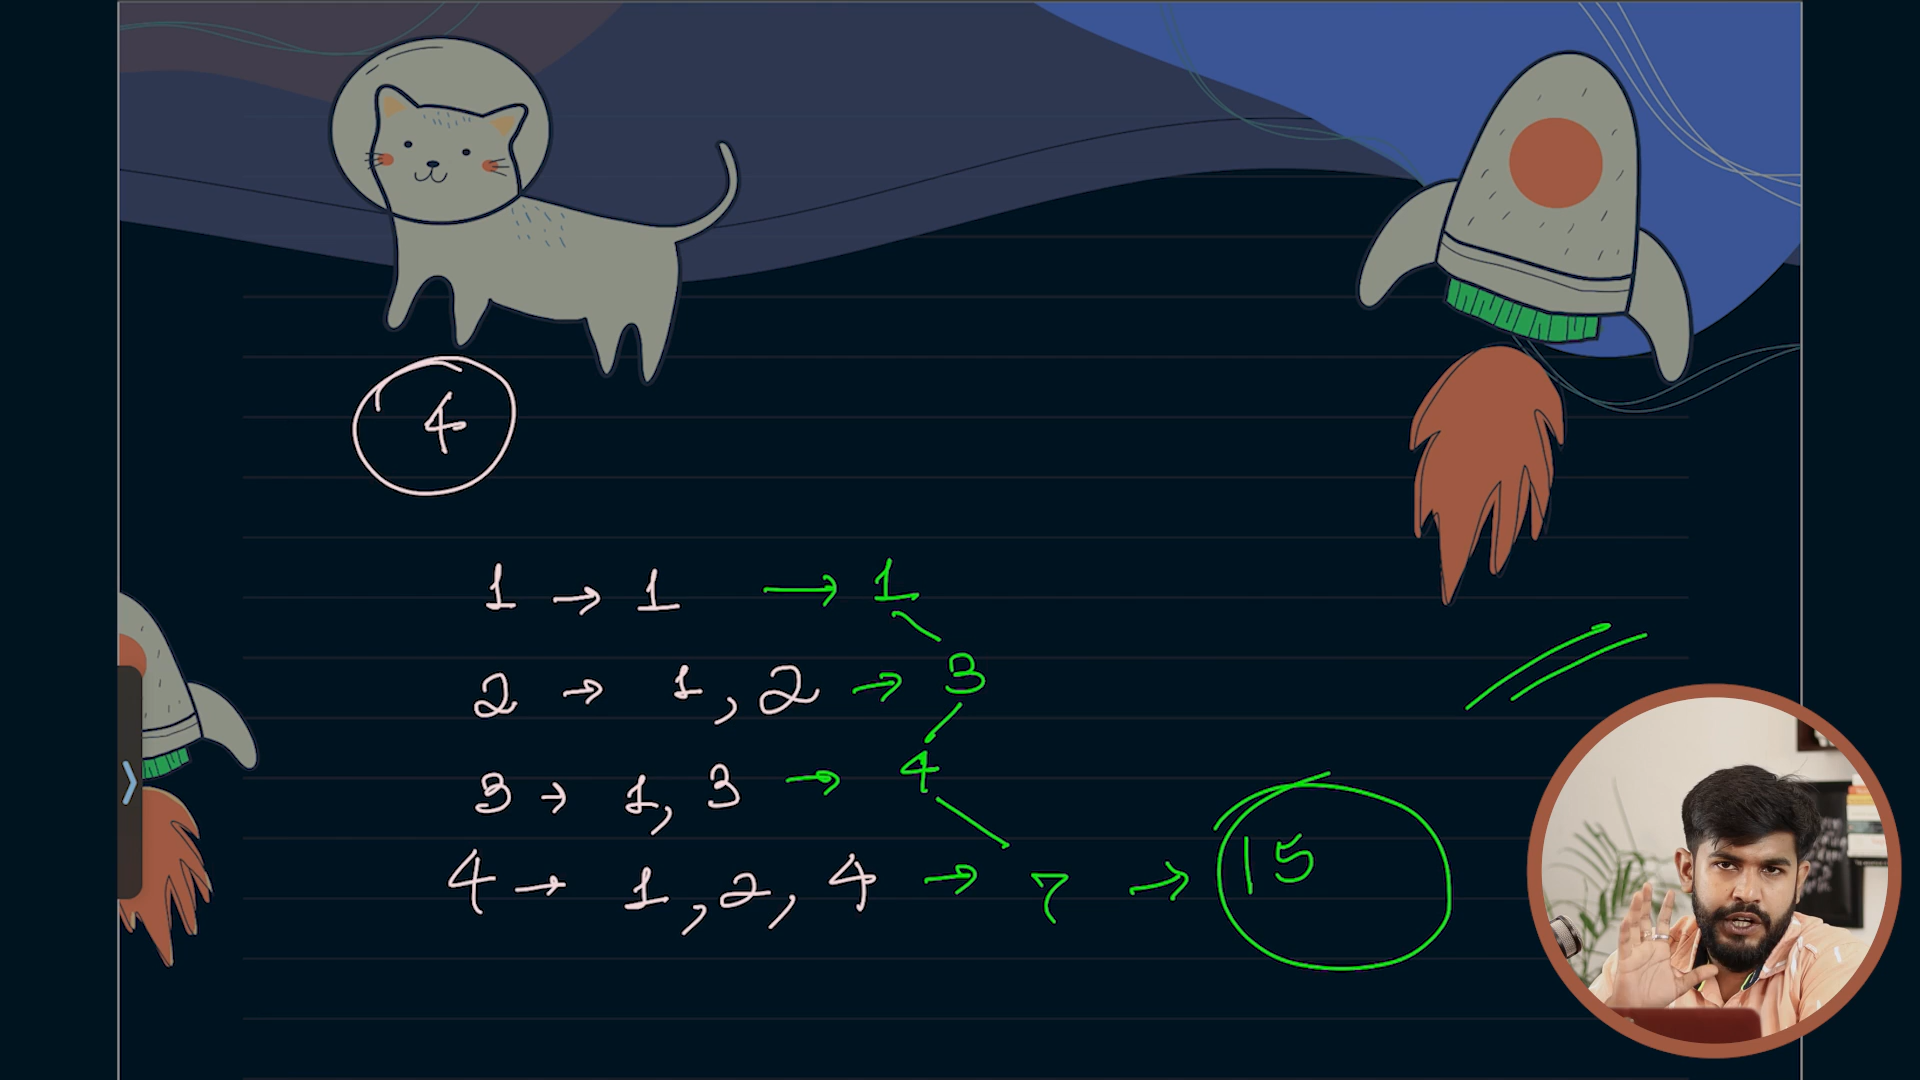 4
1 → 1 → 1
2 → 1, 2 → 3
3 → 1, 3 → 4
4 → 1, 2, 4 → 7 → 15